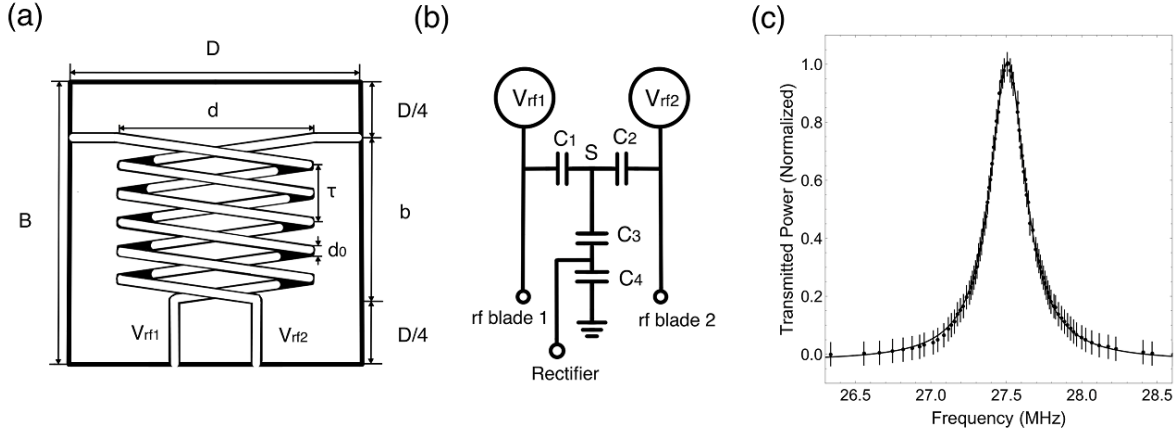 (a)
(b)
(c)
D
D/4
d
τ
B
b
d0
Vrf1
Vrf2
D/4
Vrf1
Vrf2
C1
S
C2
C3
C4
rf blade 1
rf blade 2
Rectifier
Transmitted Power (Normalized)
1.0
0.8
0.6
0.4
0.2
0.0
26.5
27.0
27.5
28.0
28.5
Frequency (MHz)